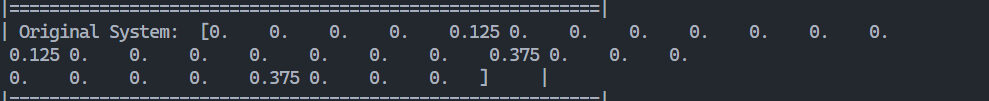 |============================================================|
| Original System:  [0.    0.    0.    0.    0.125 0.    0.    0.    0.    0.    0.    0.
 0.125 0.    0.    0.    0.    0.    0.    0.    0.375 0.    0.    0.
 0.    0.    0.    0.    0.375 0.    0.    0.   ]     |
|============================================================|